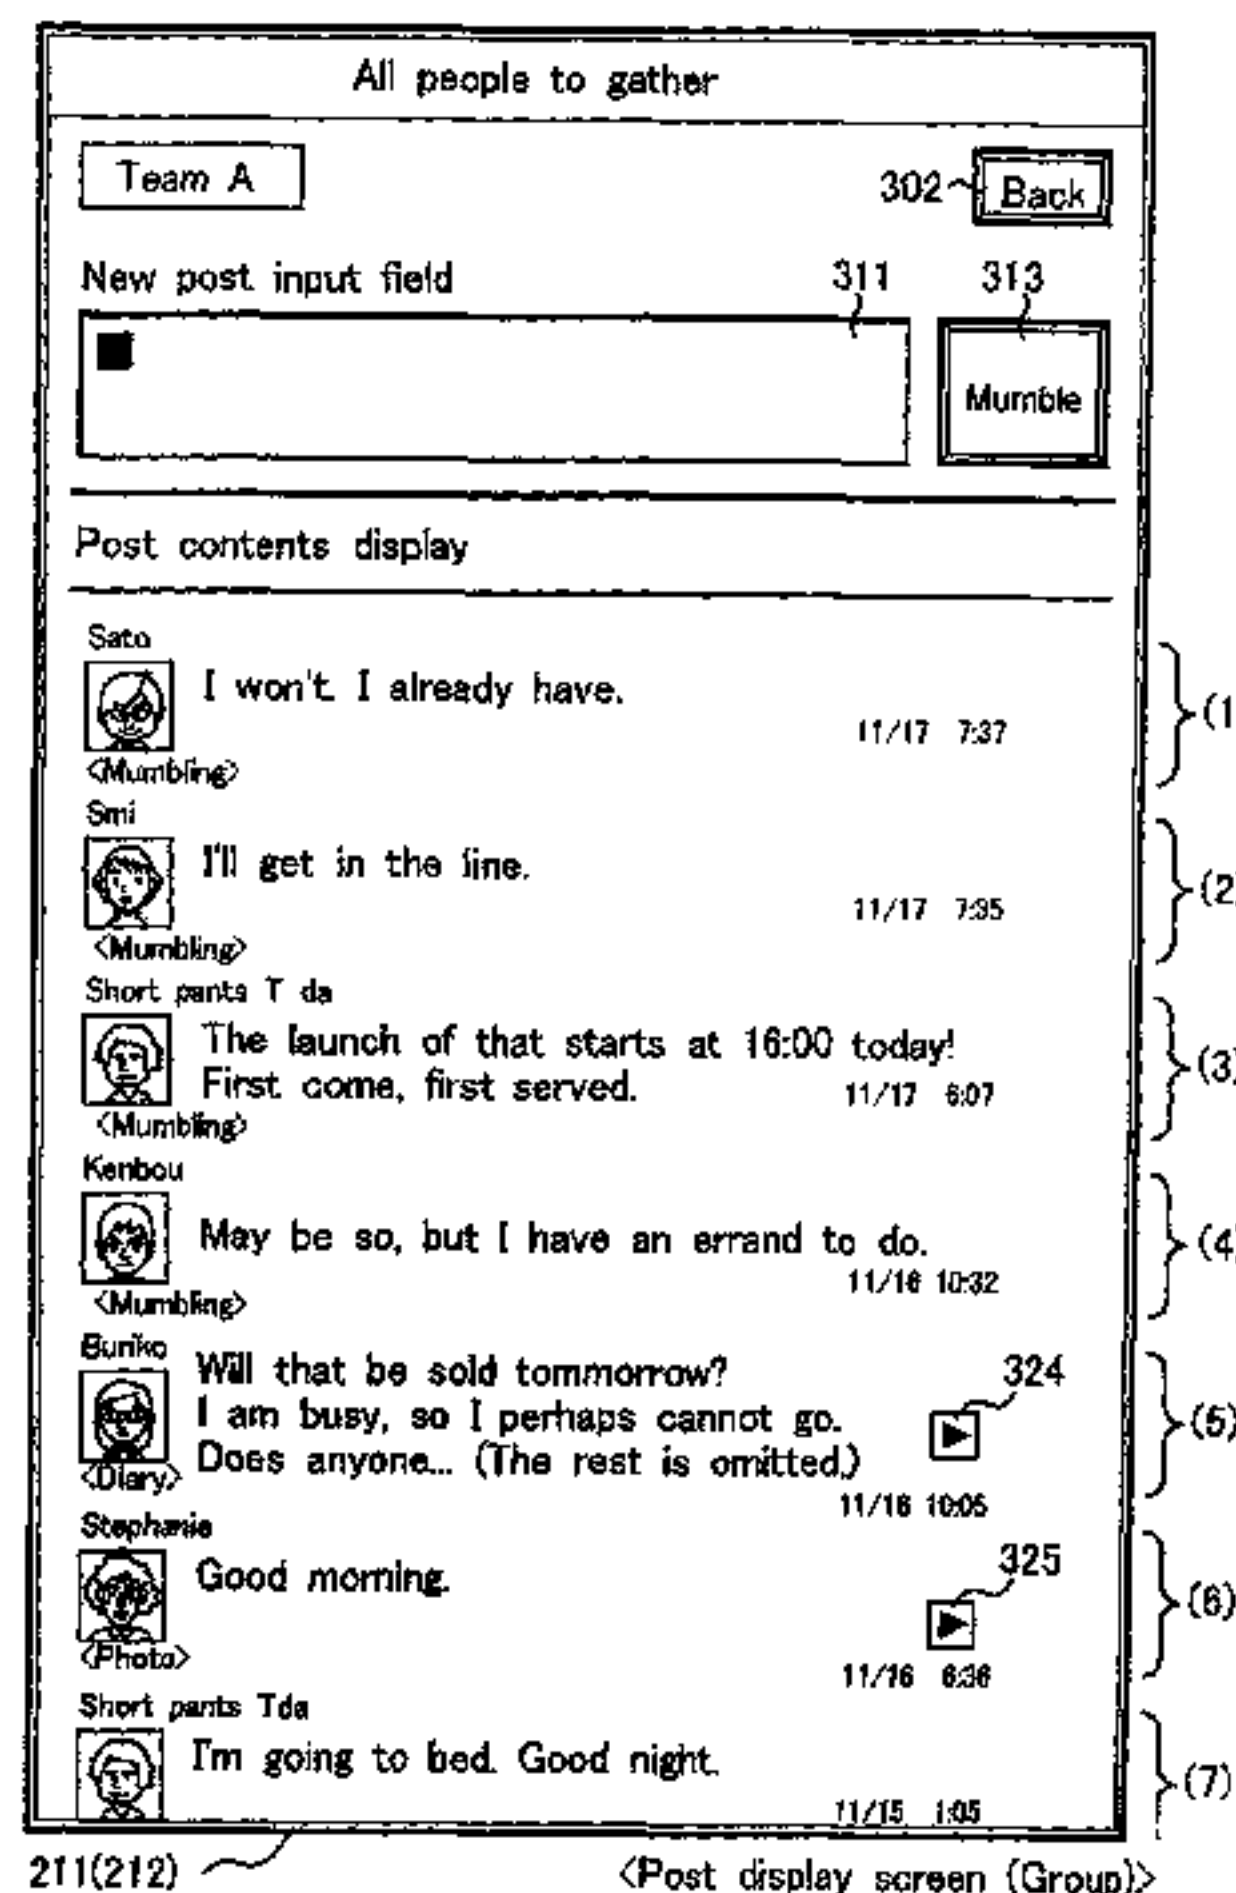 All people to gather
Team A
302
Back
New post input field
311
313
Mumble
Post contents display
Sato
I won't. I already have.
11/17 7:37
<Mumbling>
(1
Smi
I'll get in the line.
11/17 7:35
<Mumbling>
(2)
Short pants T da
The launch of that starts at 16:00 today!
First come, first served.
11/17 6:07
<Mumbling>
(3)
Kenbou
May be so, but I have an errand to do.
11/16 10:32
<Mumbling>
(4)
Buriko
Will that be sold tommorrow?
I am busy, so I perhaps cannot go.
Does anyone... (The rest is omitted.)
324
11/16 10:05
<Diary>
(5)
Stephanie
Good morning.
325
11/16 6:36
<Photo>
(6)
Short pants Tda
I'm going to bed. Good night.
11/15 1:05
(7)
211(212)
<Post display screen (Group)>